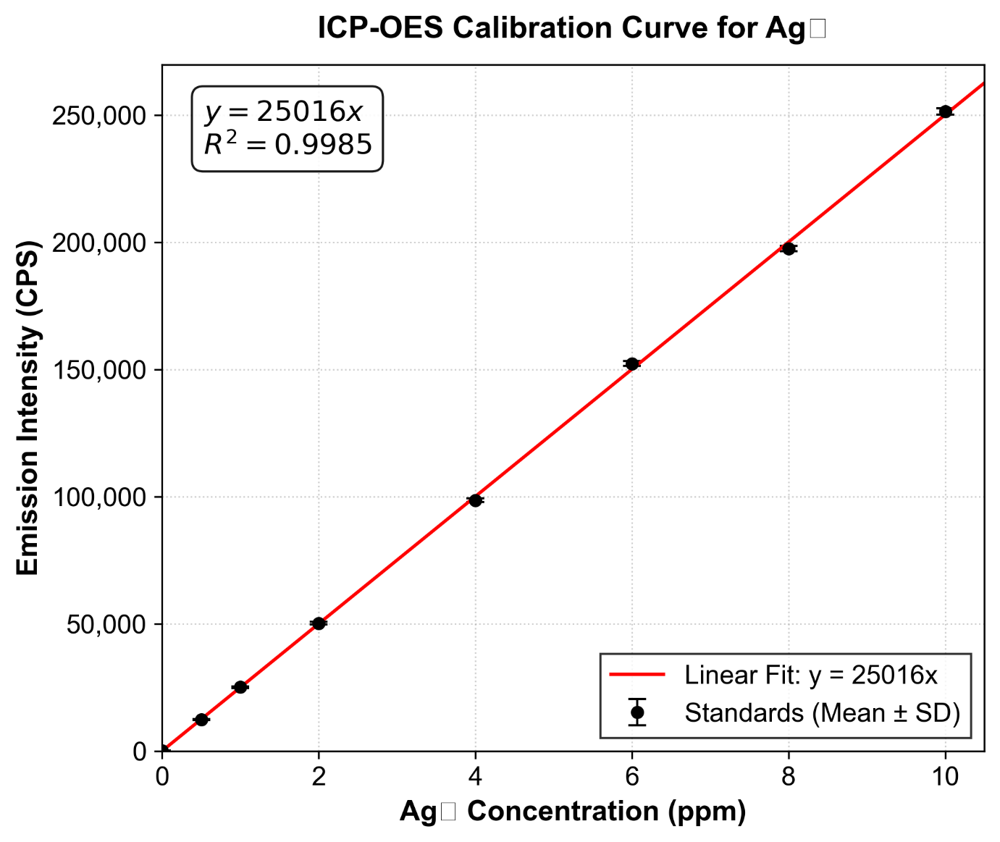 ICP-OES Calibration Curve for Ag□
y = 25016x
R² = 0.9985
Emission Intensity (CPS)
250,000
200,000
150,000
100,000
50,000
0
Linear Fit: y = 25016x
Standards (Mean ± SD)
0 2 4 6 8 10
Ag□ Concentration (ppm)